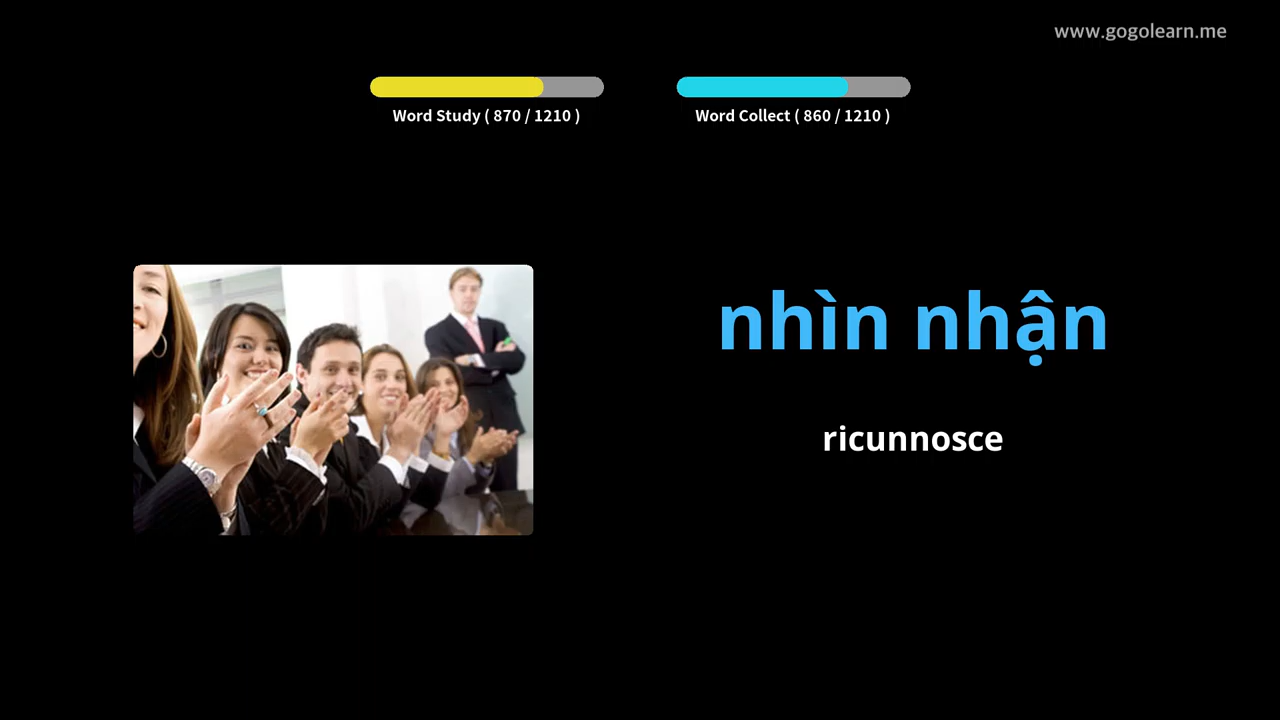 www.gogolearn.me
Word Study ( 870 / 1210 )
Word Collect ( 860 / 1210 )
nhìn nhận
ricunnosce